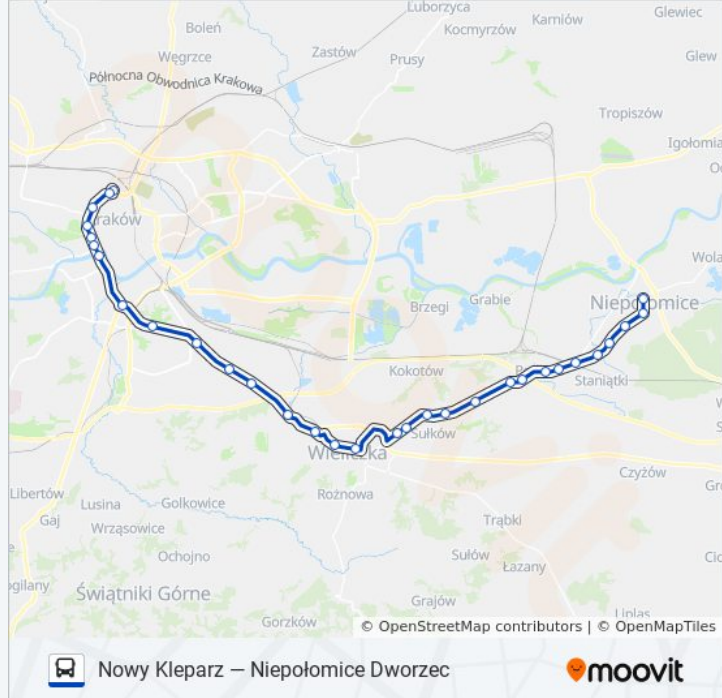 Luborzyca
Glewiec
Boleń
Karniów
Kocmyrzów
Zastów
Węgrzce
Prusy
Glew
Północna Obwodnica Krakowa
Tropiszów
Igołomia
raków
Wola
Brzegi
Grabie
Niepołomice
Kokotów
Staniątki
Sułków
Wieliczka
Czyżów
Libertów
Lusina
Golkowice
Rożnowa
Gaj
Wrząsowice
Trąbki
Ochojno
Sułów
Łazany
ogilany
Świątniki Górne
Grajów
Gorzków
Liplas
© OpenStreetMap contributors | © OpenMapTiles
Nowy Kleparz — Niepołomice Dworzec
moovit